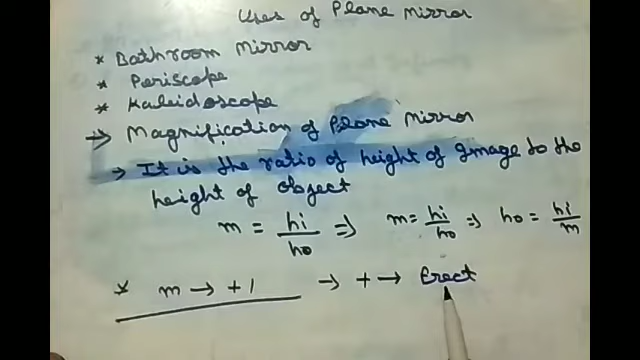 Uses of Plane Mirror
* Bathroom Mirror
* Periscope
* Kaleidoscope
→ Magnification of Plane Mirror
→ It is the ratio of height of Image to the
height of object
m = hi/ho ⇒ m = hi/ho ⇒ ho = hi/m
* m → +1 → + → Erect